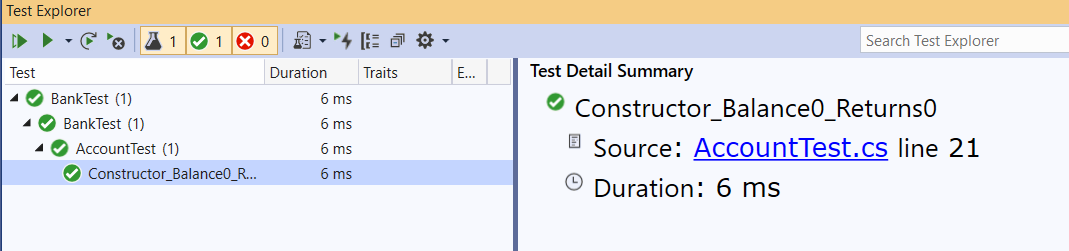 Test Explorer
1 1 0
Search Test Explorer
Test Duration Traits E...
BankTest (1) 6 ms
BankTest (1) 6 ms
AccountTest (1) 6 ms
Constructor_Balance0_R... 6 ms
Test Detail Summary
Constructor_Balance0_Returns0
Source: AccountTest.cs line 21
Duration: 6 ms